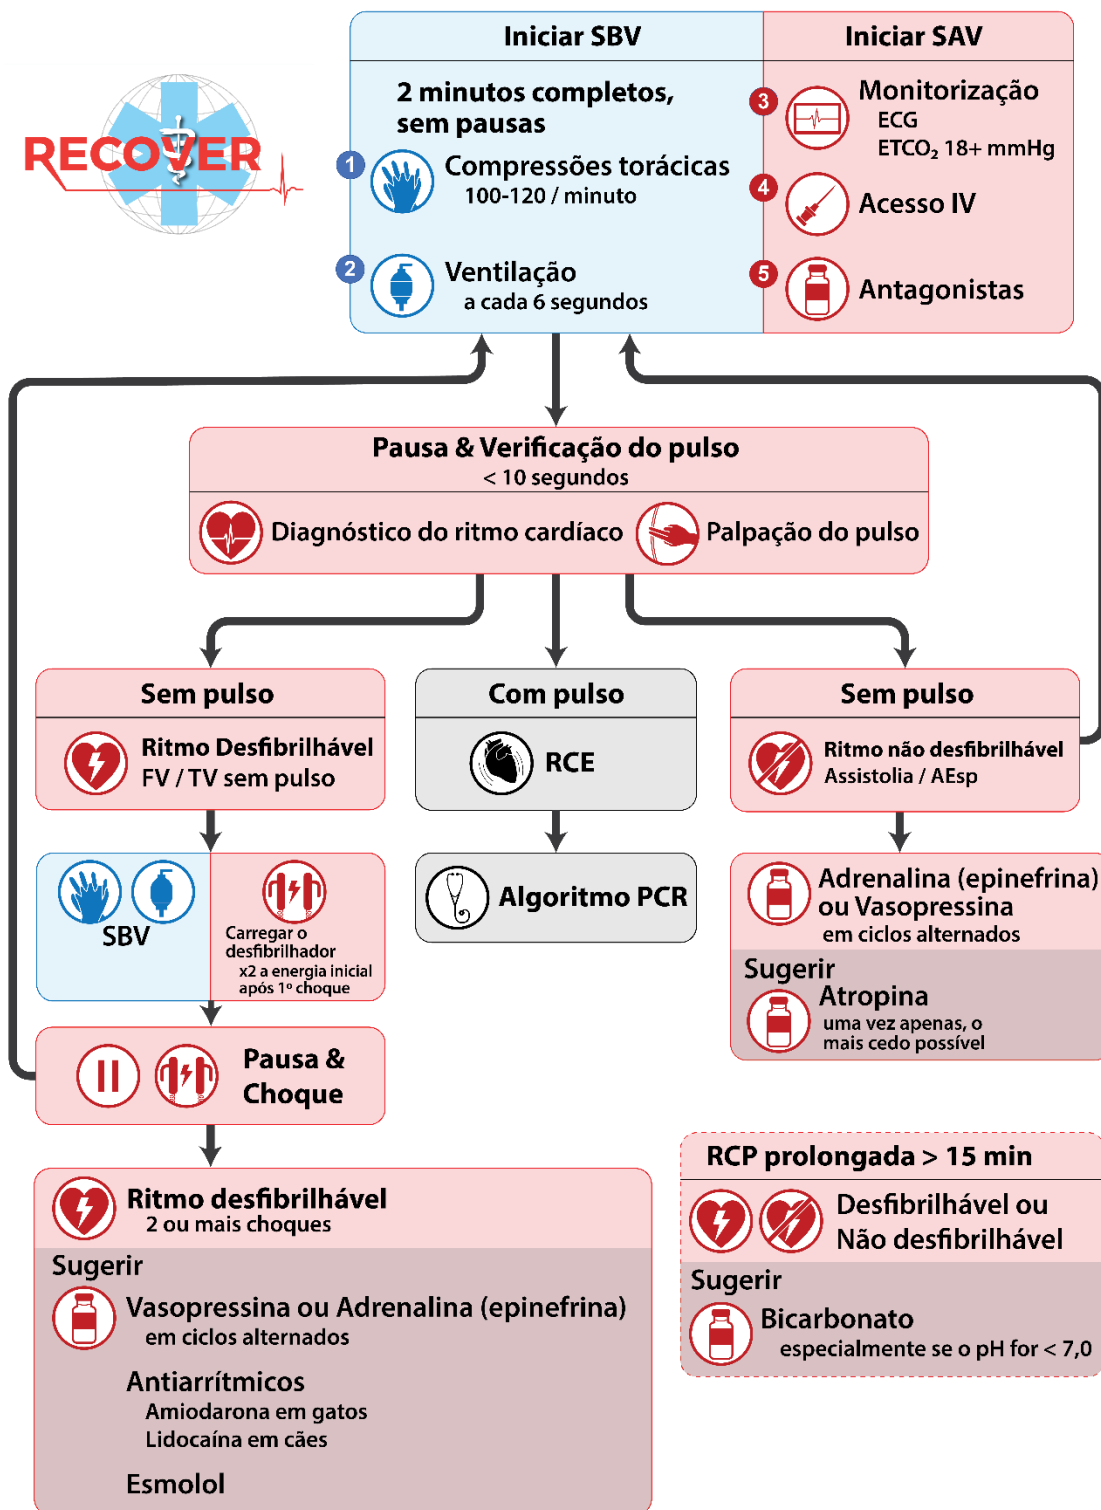 RECOVER
Iniciar SBV
2 minutos completos,
sem pausas
1
Compressões torácicas
100-120 / minuto
2
Ventilação
a cada 6 segundos
Iniciar SAV
3
Monitorização
ECG
ETCO₂ 18+ mmHg
4
Acesso IV
5
Antagonistas
Pausa & Verificação do pulso
< 10 segundos
Diagnóstico do ritmo cardíaco
Palpação do pulso
Sem pulso
Ritmo Desfibrilhável
FV / TV sem pulso
SBV
Carregar o
desfibrilhador
x2 a energia inicial
após 1º choque
Pausa &
Choque
Ritmo desfibrilhável
2 ou mais choques
Sugerir
Vasopressina ou Adrenalina (epinefrina)
em ciclos alternados
Antiarrítmicos
Amiodarona em gatos
Lidocaína em cães
Esmolol
Com pulso
RCE
Algoritmo PCR
Sem pulso
Ritmo não desfibrilhável
Assistolia / AEsp
Adrenalina (epinefrina)
ou Vasopressina
em ciclos alternados
Sugerir
Atropina
uma vez apenas, o
mais cedo possível
RCP prolongada > 15 min
Desfibrilhável ou
Não desfibrilhável
Sugerir
Bicarbonato
especialmente se o pH for < 7,0